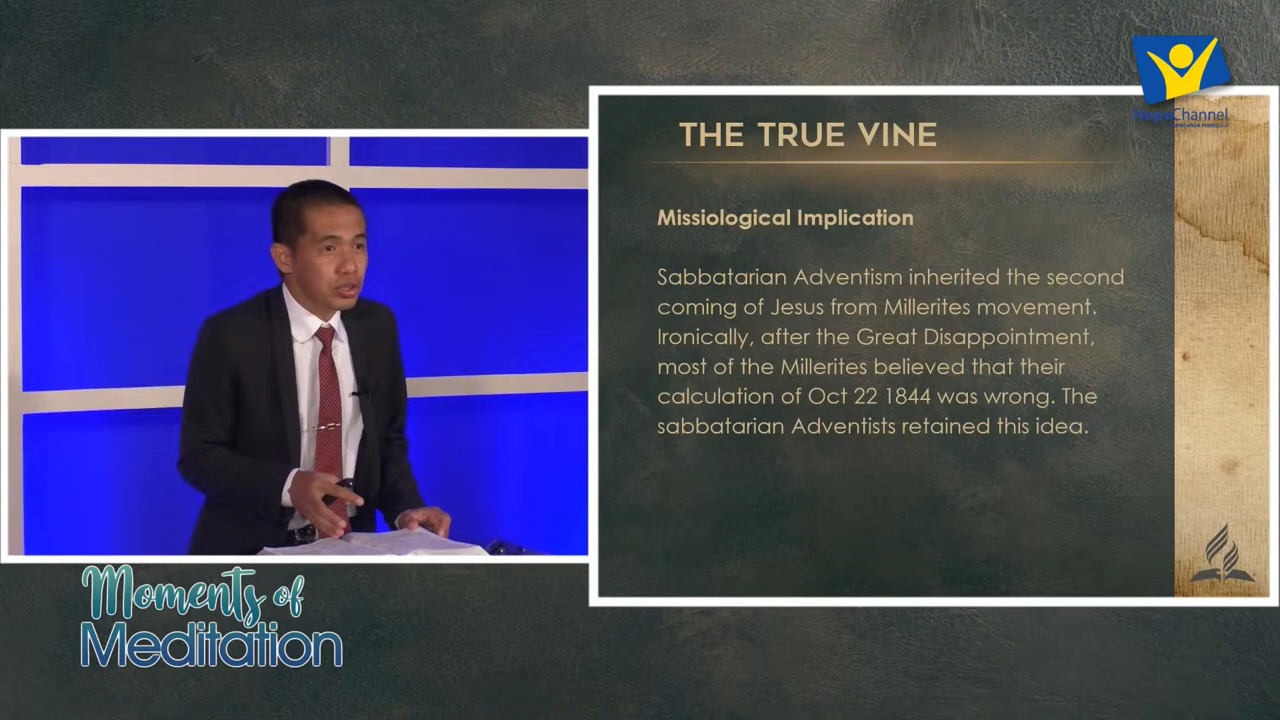 HopeChannel
THE TRUE VINE
Missiological Implication
Sabbatarian Adventism inherited the second
coming of Jesus from Millerites movement.
Ironically, after the Great Disappointment,
most of the Millerites believed that their
calculation of Oct 22 1844 was wrong. The
sabbatarian Adventists retained this idea.
Moments of
Meditation